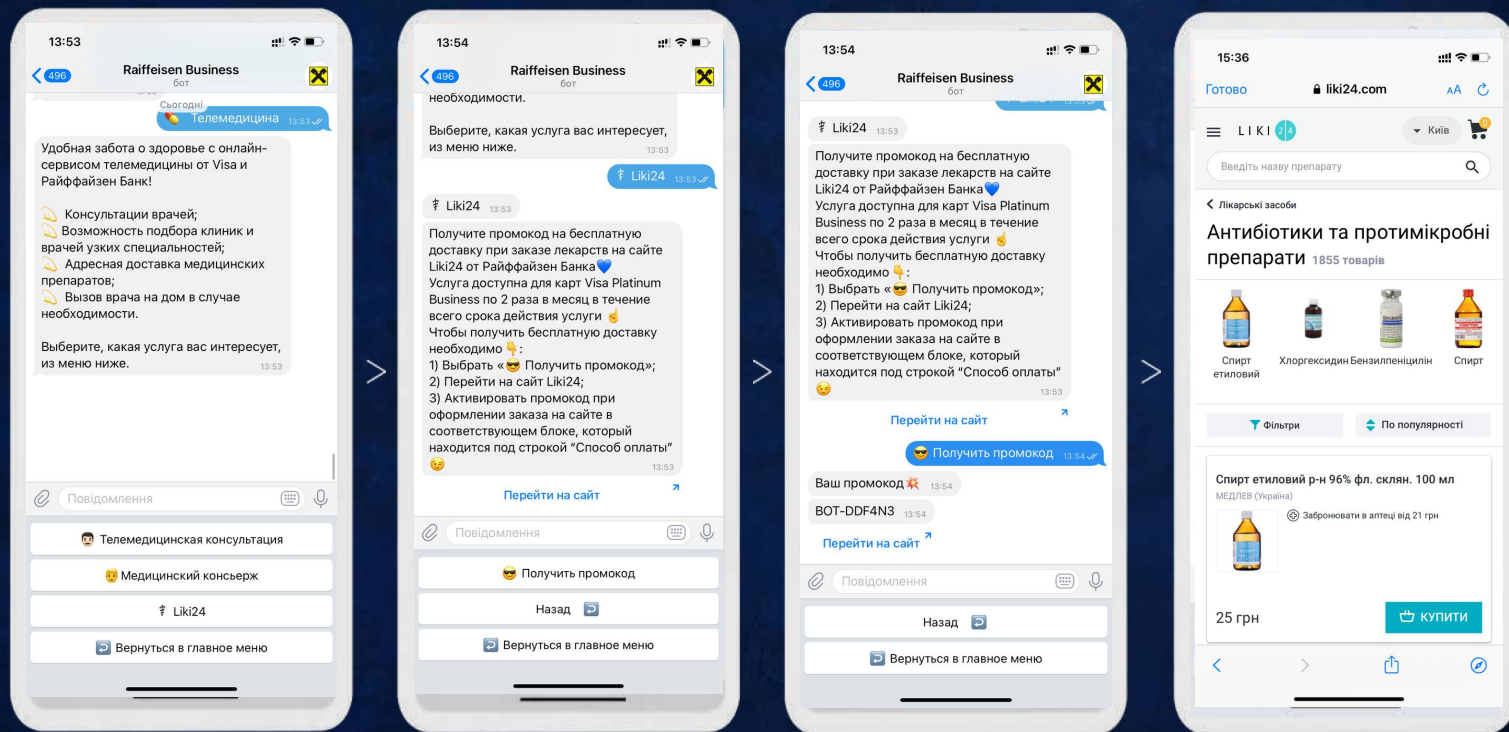 13:53
496
Raiffeisen Business
бот
Сьогодні
💊 Телемедицина 13:53
Удобная забота о здоровье с онлайн-
сервисом телемедицины от Visa и
Райффайзен Банк!
💫 Консультации врачей;
💫 Возможность подбора клиник и
врачей узких специальностей;
💫 Адресная доставка медицинских
препаратов;
💫 Вызов врача на дом в случае
необходимости.
Выберите, какая услуга вас интересует,
из меню ниже. 13:53
Повідомлення
👨🏻 Телемедицинская консультация
🤵 Медицинский консьерж
⚕ Liki24
↩️ Вернуться в главное меню
>
13:54
496
Raiffeisen Business
бот
необходимости.
Выберите, какая услуга вас интересует,
из меню ниже. 13:53
⚕ Liki24 13:53
⚕ Liki24 13:53
Получите промокод на бесплатную
доставку при заказе лекарств на сайте
Liki24 от Райффайзен Банка💙
Услуга доступна для карт Visa Platinum
Business по 2 раза в месяц в течение
всего срока действия услуги ☝️
Чтобы получить бесплатную доставку
необходимо 👇:
1) Выбрать «😎 Получить промокод»;
2) Перейти на сайт Liki24;
3) Активировать промокод при
оформлении заказа на сайте в
соответствующем блоке, который
находится под строкой “Способ оплаты”
😉 13:53
Перейти на сайт
Повідомлення
😎 Получить промокод
Назад ↩️
↩️ Вернуться в главное меню
>
13:54
496
Raiffeisen Business
бот
⚕ Liki24 13:53
Получите промокод на бесплатную
доставку при заказе лекарств на сайте
Liki24 от Райффайзен Банка💙
Услуга доступна для карт Visa Platinum
Business по 2 раза в месяц в течение
всего срока действия услуги ☝️
Чтобы получить бесплатную доставку
необходимо 👇:
1) Выбрать «😎 Получить промокод»;
2) Перейти на сайт Liki24;
3) Активировать промокод при
оформлении заказа на сайте в
соответствующем блоке, который
находится под строкой “Способ оплаты”
😉 13:53
Перейти на сайт
😎 Получить промокод 13:54
Ваш промокод💥 13:54
BOT-DDF4N3 13:54
Перейти на сайт
Повідомлення
Назад ↩️
↩️ Вернуться в главное меню
>
15:36
Готово
liki24.com
AA
LIKI 24
Київ
0
Введіть назву препарату
Лікарські засоби
Антибіотики та протимікробні
препарати 1855 товарів
Спирт
етиловий
Хлоргексидин
Бензилпеніцилін
Спирт
Фільтри
По популярності
Спирт етиловий р-н 96% фл. склян. 100 мл
МЕДЛЕВ (Україна)
Забронювати в аптеці від 21 грн
25 грн
КУПИТИ